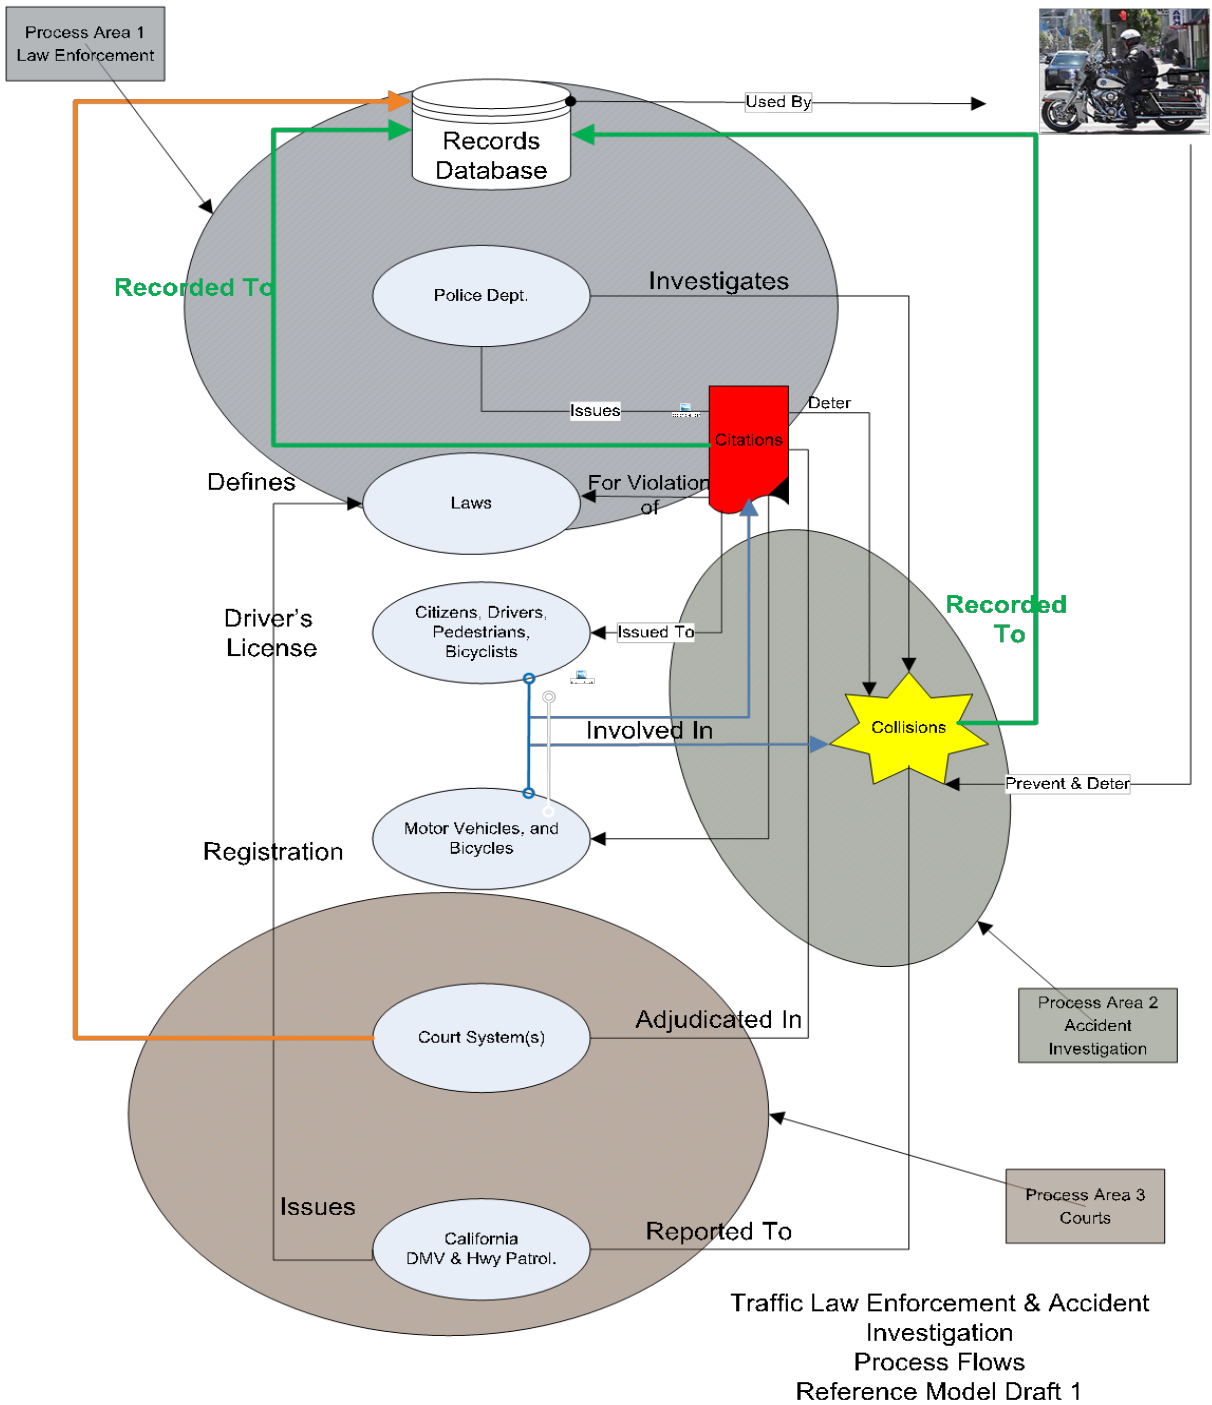 Process Area 1
Law Enforcement
Used By
Records
Database
Recorded To
Police Dept.
Investigates
Issues
Deter
Citations
Defines
Laws
For Violation
of
Driver's
License
Citizens, Drivers,
Pedestrians,
Bicyclists
Issued To
Recorded
To
Involved In
Collisions
Prevent & Deter
Registration
Motor Vehicles, and
Bicycles
Process Area 2
Accident
Investigation
Court System(s)
Adjudicated In
Process Area 3
Courts
Issues
California
DMV & Hwy Patrol.
Reported To
Traffic Law Enforcement & Accident
Investigation
Process Flows
Reference Model Draft 1